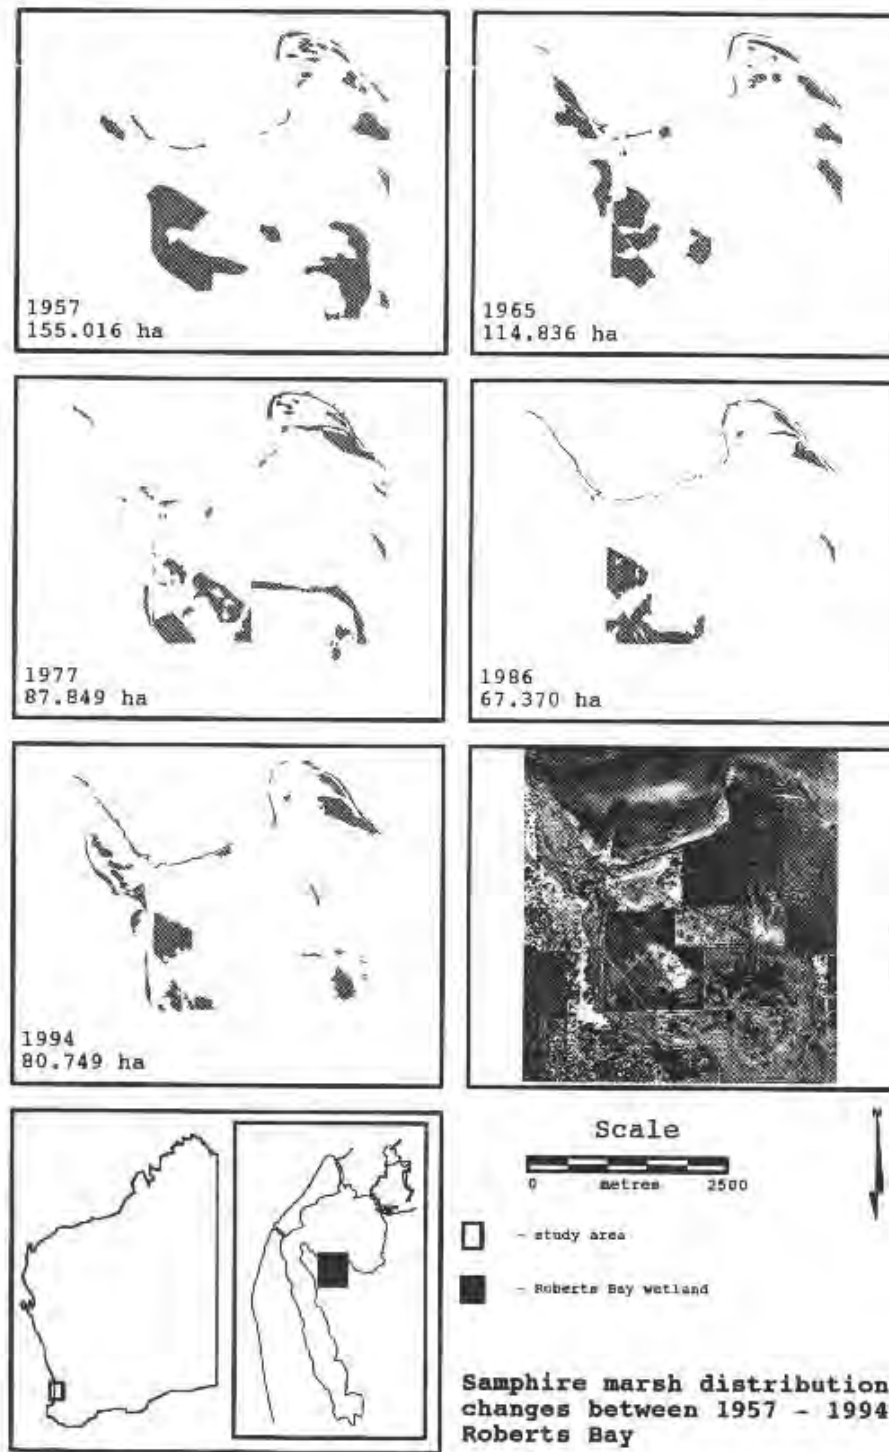 1957
155.016 ha
1965
114.836 ha
1977
87.849 ha
1986
67.370 ha
1994
80.749 ha
Scale
0 metres 2500
N
- study area
- Roberts Bay wetland
Samphire marsh distribution
changes between 1957 - 1994
Roberts Bay